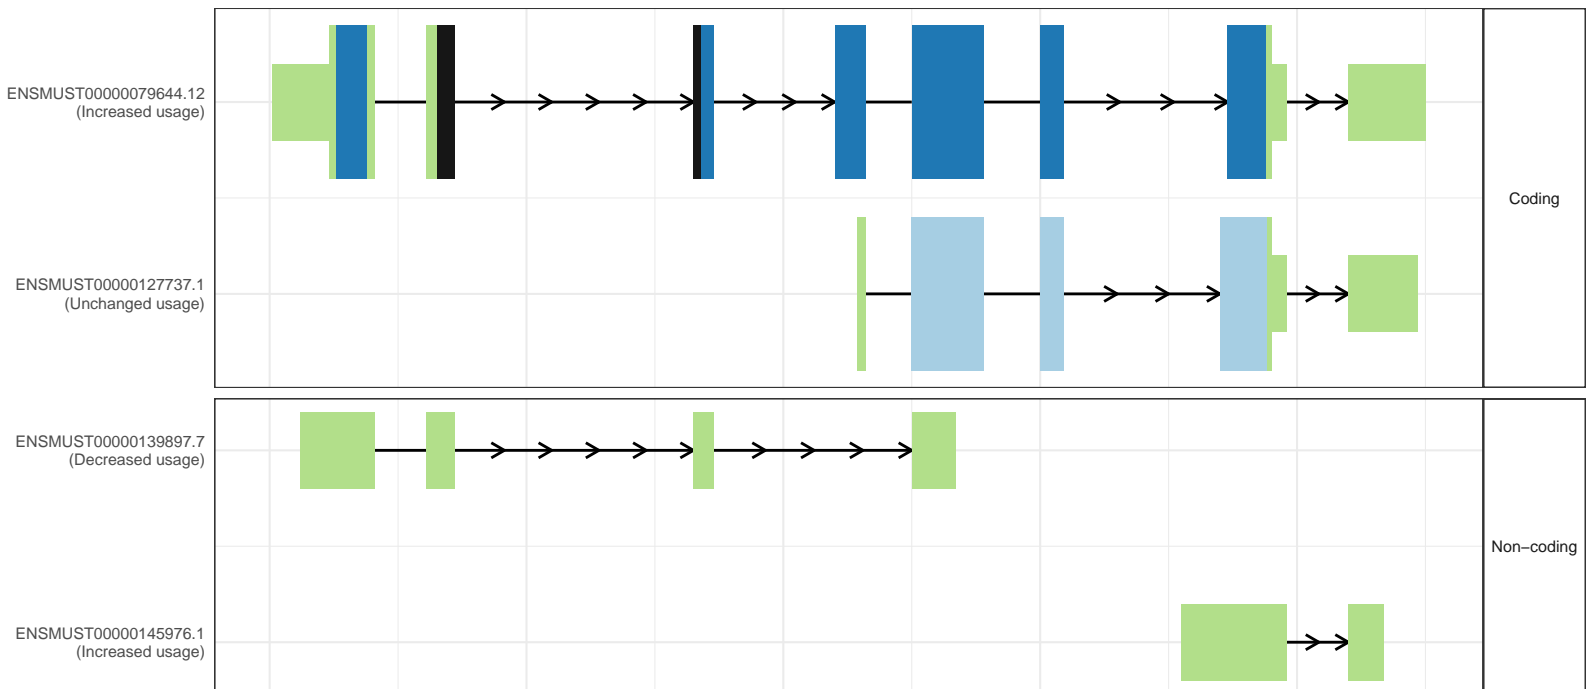 ENSMUST00000079644.12
(Increased usage)
ENSMUST00000127737.1
(Unchanged usage)
Coding
ENSMUST00000139897.7
(Decreased usage)
Non−coding
ENSMUST00000145976.1
(Increased usage)